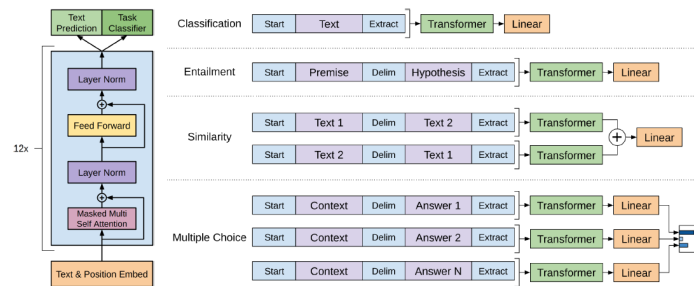 Text
Prediction
Task
Classifier
Layer Norm
Feed Forward
12x
Layer Norm
Masked Multi
Self Attention
Text & Position Embed
Classification
Start Text Extract Transformer Linear
Entailment
Start Premise Delim Hypothesis Extract Transformer Linear
Similarity
Start Text 1 Delim Text 2 Extract Transformer
Linear
Start Text 2 Delim Text 1 Extract Transformer
Multiple Choice
Start Context Delim Answer 1 Extract Transformer Linear
Start Context Delim Answer 2 Extract Transformer Linear
Start Context Delim Answer N Extract Transformer Linear